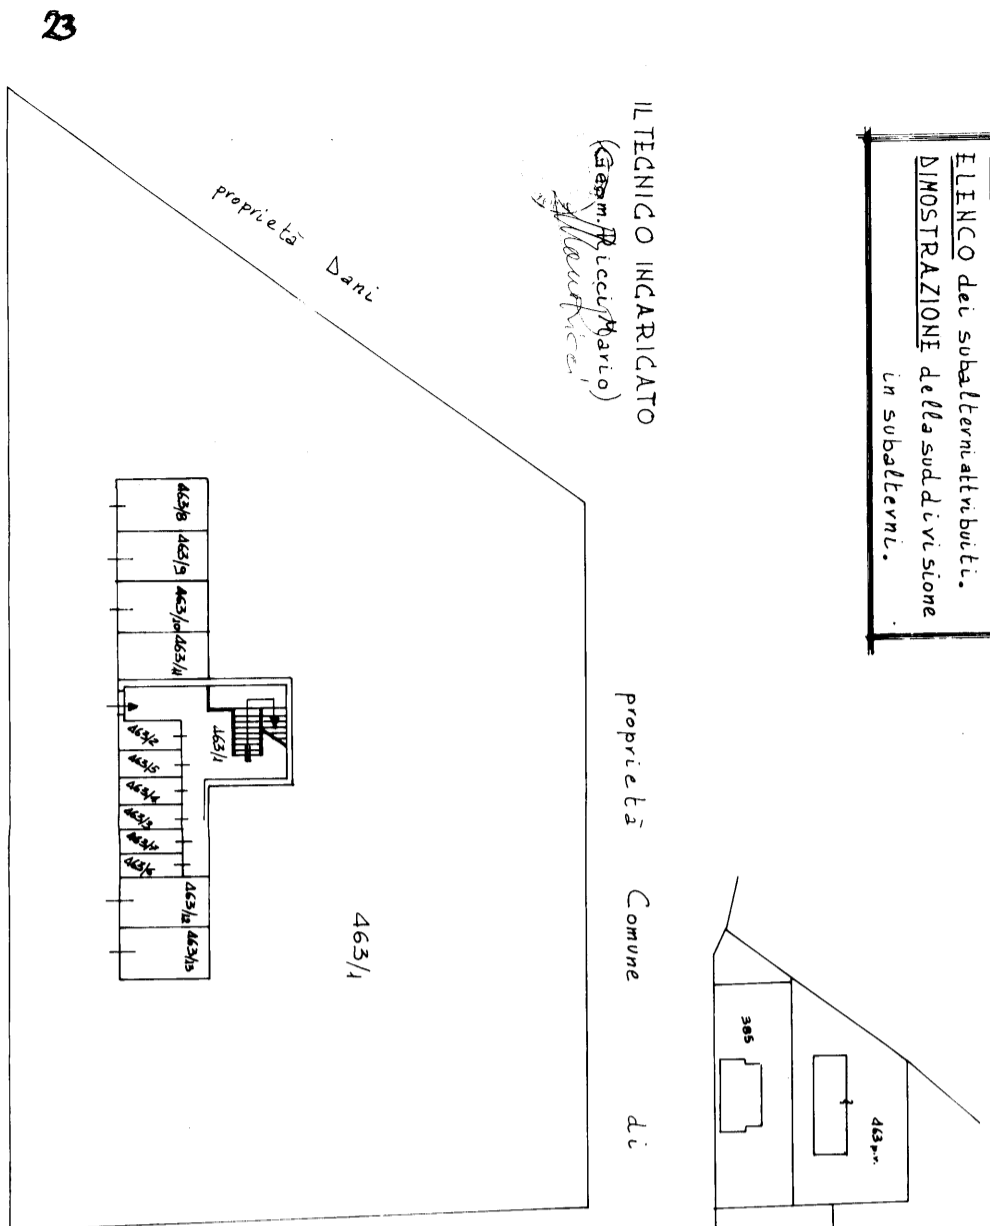 23
ELENCO dei subalterni attribuiti.
DIMOSTRAZIONE della suddivisione
in subalterni.
IL TECNICO INCARICATO
(Geom. Ricci Mario)
proprietà Dani
proprietà Comune di
463/8
463/9
463/10
463/11
463/1
463/2
463/5
463/4
463/3
463/7
463/6
463/12
463/13
463/1
385
463 p.v.